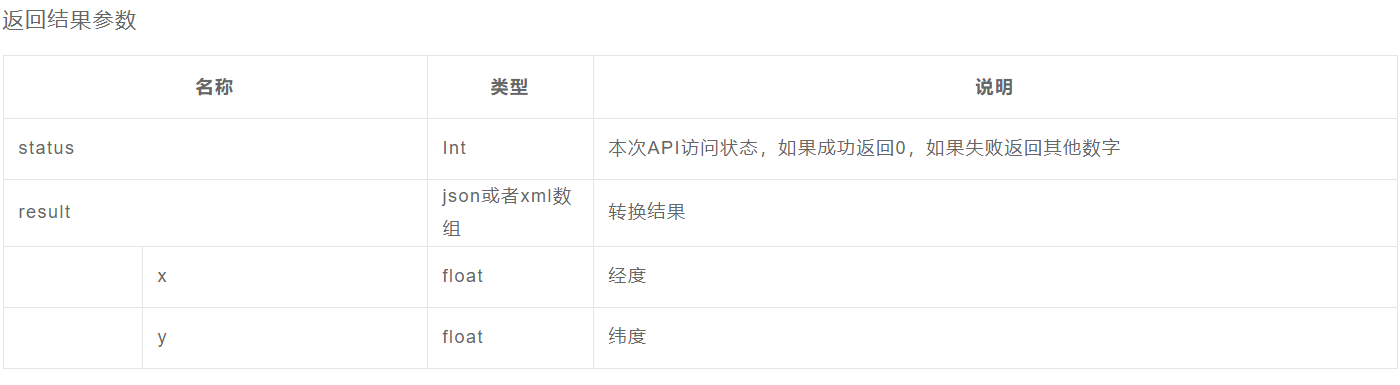 返回结果参数
名称 类型 说明
status Int 本次API访问状态，如果成功返回0，如果失败返回其他数字
result json或者xml数组 转换结果
x float 经度
y float 纬度